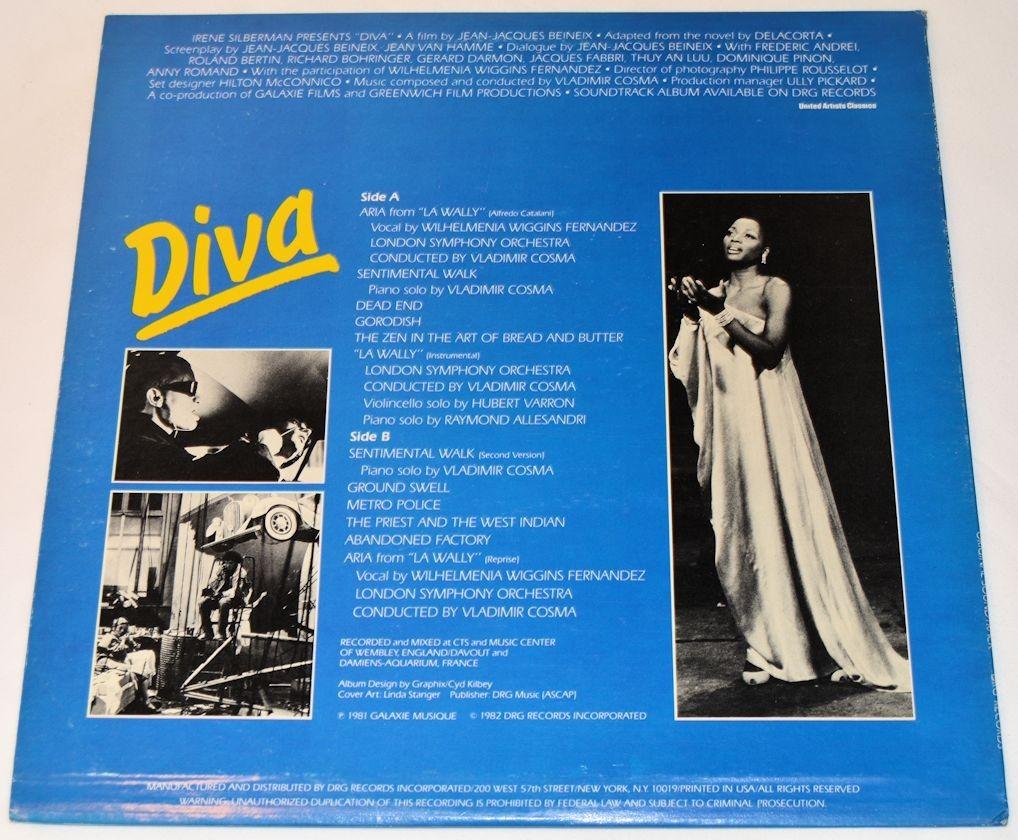 IRENE SILBERMAN PRESENTS "DIVA" • A film by JEAN-JACQUES BEINEIX • Adapted from the novel by DELACORTA •
Screenplay by JEAN-JACQUES BEINEIX, JEAN VAN HAMME • Dialogue by JEAN-JACQUES BEINEIX • With FREDERIC ANDREI,
ROLAND BERTIN, RICHARD BOHRINGER, GERARD DARMON, JACQUES FABBRI, THUY AN LUU, DOMINIQUE PINON,
ANNY ROMAND • With the participation of WILHELMENIA WIGGINS FERNANDEZ • Director of photography PHILIPPE ROUSSELOT •
Set designer HILTON McCONNICO • Music composed and conducted by VLADIMIR COSMA • Production manager ULLY PICKARD •
A co-production of GALAXIE FILMS and GREENWICH FILM PRODUCTIONS • SOUNDTRACK ALBUM AVAILABLE ON DRG RECORDS
United Artists Classics
Diva
Side A
ARIA from "LA WALLY" (Alfredo Catalani)
Vocal by WILHELMENIA WIGGINS FERNANDEZ
LONDON SYMPHONY ORCHESTRA
CONDUCTED BY VLADIMIR COSMA
SENTIMENTAL WALK
Piano solo by VLADIMIR COSMA
DEAD END
GORODISH
THE ZEN IN THE ART OF BREAD AND BUTTER
"LA WALLY" (Instrumental)
LONDON SYMPHONY ORCHESTRA
CONDUCTED BY VLADIMIR COSMA
Violincello solo by HUBERT VARRON
Piano solo by RAYMOND ALLESANDRI
Side B
SENTIMENTAL WALK (Second Version)
Piano solo by VLADIMIR COSMA
GROUND SWELL
METRO POLICE
THE PRIEST AND THE WEST INDIAN
ABANDONED FACTORY
ARIA from "LA WALLY" (Reprise)
Vocal by WILHELMENIA WIGGINS FERNANDEZ
LONDON SYMPHONY ORCHESTRA
CONDUCTED BY VLADIMIR COSMA
RECORDED and MIXED at CTS and MUSIC CENTER
OF WEMBLEY, ENGLAND/DAVOUT and
DAMIENS-AQUARIUM, FRANCE
Album Design by Graphix/Cyd Kilbey
Cover Art: Linda Stanger Publisher: DRG Music (ASCAP)
℗ 1981 GALAXIE MUSIQUE © 1982 DRG RECORDS INCORPORATED
MANUFACTURED AND DISTRIBUTED BY DRG RECORDS INCORPORATED/200 WEST 57th STREET/NEW YORK, N.Y. 10019/PRINTED IN USA/ALL RIGHTS RESERVED
WARNING: UNAUTHORIZED DUPLICATION OF THIS RECORDING IS PROHIBITED BY FEDERAL LAW AND SUBJECT TO CRIMINAL PROSECUTION.